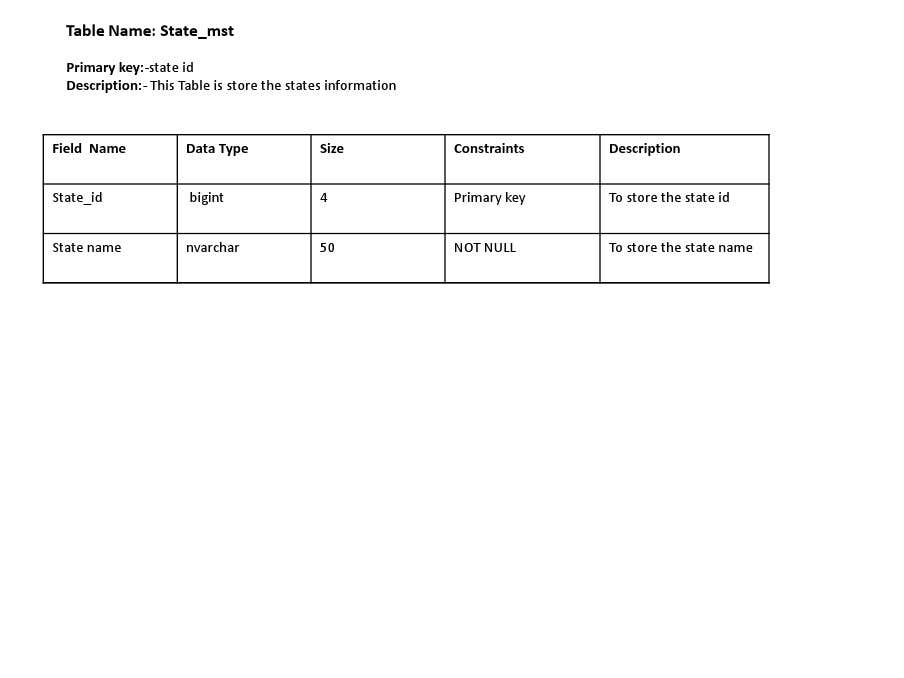 Table Name: State_mst
Primary key:-state id
Description:- This Table is store the states information
Field  Name Data Type Size Constraints Description
State_id bigint 4 Primary key To store the state id
State name nvarchar 50 NOT NULL To store the state name